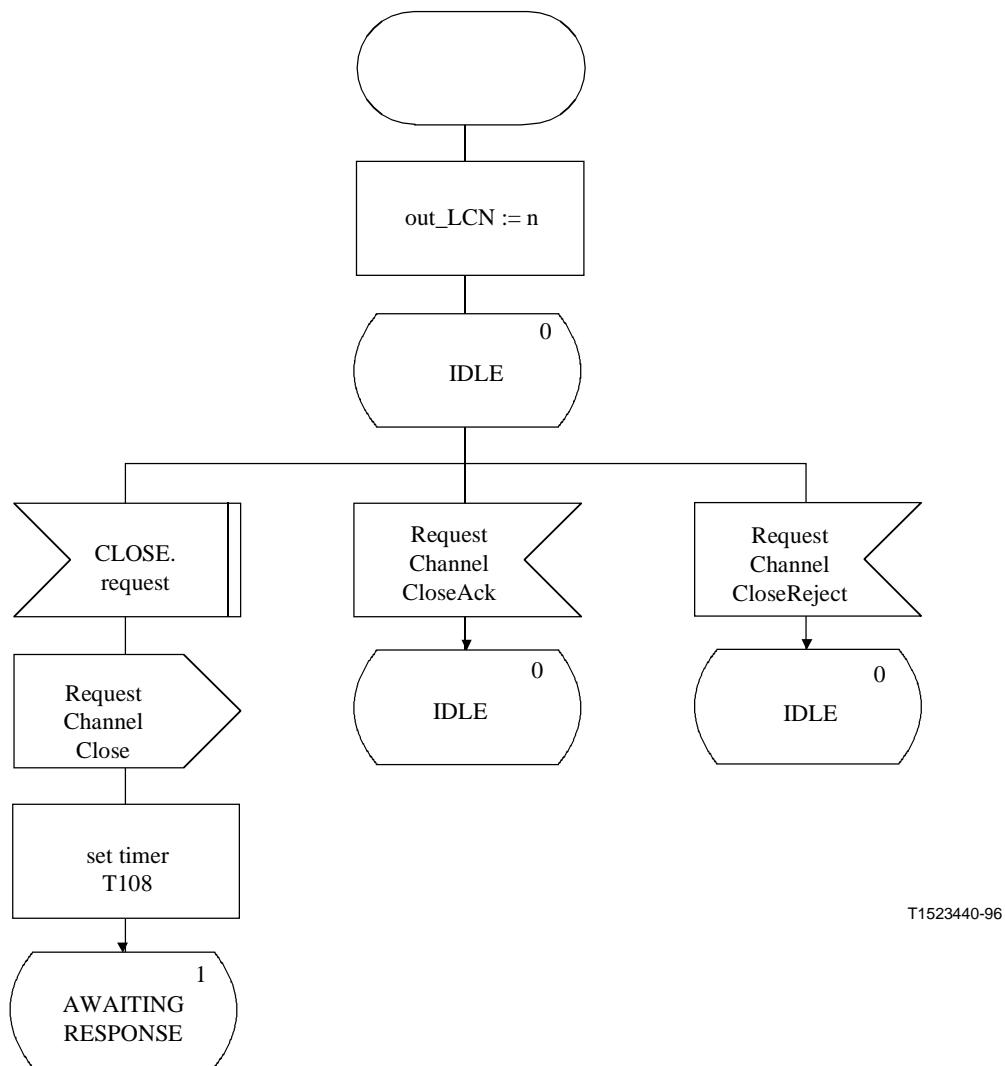 out_LCN := n
0
IDLE
CLOSE.
request
Request
Channel
CloseAck
Request
Channel
CloseReject
Request
Channel
Close
0
IDLE
0
IDLE
set timer
T108
T1523440-96
1
AWAITING
RESPONSE